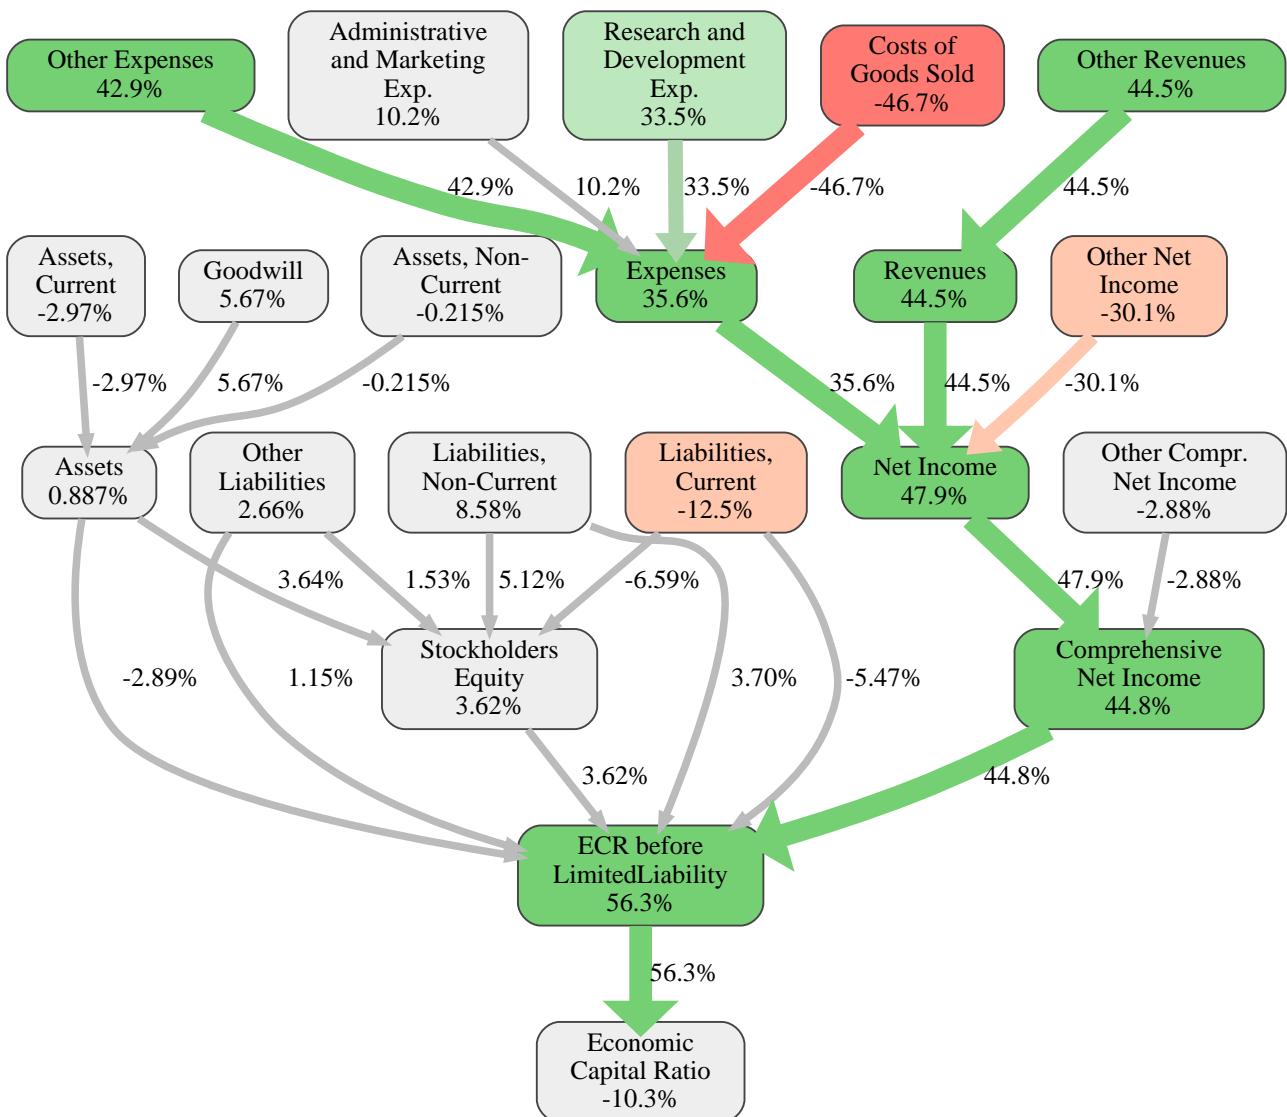 Other Expenses
42.9%
Administrative
and Marketing
Exp.
10.2%
Research and
Development
Exp.
33.5%
Costs of
Goods Sold
-46.7%
Other Revenues
44.5%
42.9%
10.2%
33.5%
-46.7%
44.5%
Assets,
Current
-2.97%
Goodwill
5.67%
Assets, Non-
Current
-0.215%
Expenses
35.6%
Revenues
44.5%
Other Net
Income
-30.1%
-2.97%
5.67%
-0.215%
35.6%
44.5%
-30.1%
Assets
0.887%
Other
Liabilities
2.66%
Liabilities,
Non-Current
8.58%
Liabilities,
Current
-12.5%
Net Income
47.9%
Other Compr.
Net Income
-2.88%
3.64%
1.53%
5.12%
-6.59%
47.9%
-2.88%
-2.89%
1.15%
Stockholders
Equity
3.62%
3.70%
-5.47%
Comprehensive
Net Income
44.8%
3.62%
44.8%
ECR before
LimitedLiability
56.3%
56.3%
Economic
Capital Ratio
-10.3%